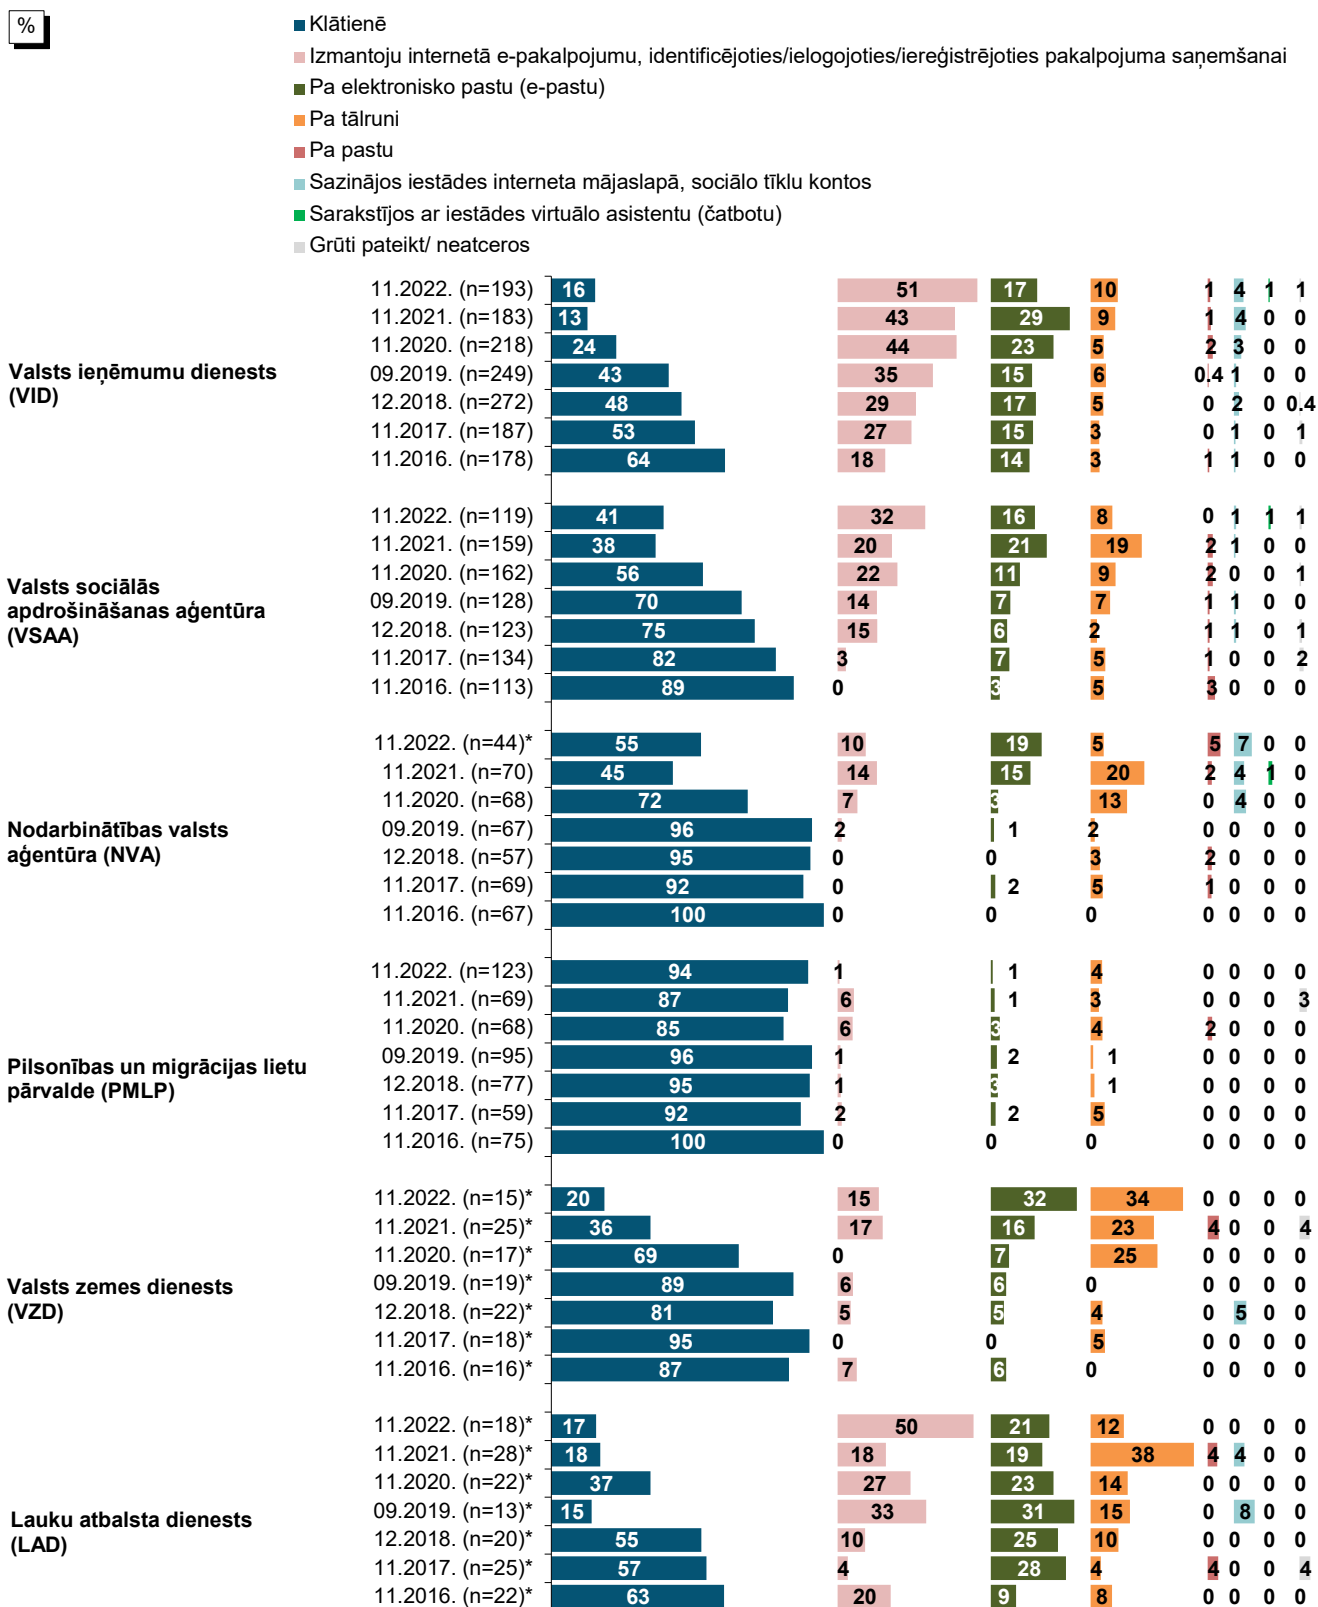 %
Klātienē
Izmantoju internetā e-pakalpojumu, identificējoties/ielogojoties/iereģistrējoties pakalpojuma saņemšanai
Pa elektronisko pastu (e-pastu)
Pa tālruni
Pa pastu
Sazinājos iestādes interneta mājaslapā, sociālo tīklu kontos
Sarakstījos ar iestādes virtuālo asistentu (čatbotu)
Grūti pateikt/ neatceros
Valsts ieņēmumu dienests
(VID)
11.2022. (n=193) 16 51 17 10 1 4 1 1
11.2021. (n=183) 13 43 29 9 1 4 0 0
11.2020. (n=218) 24 44 23 5 2 3 0 0
09.2019. (n=249) 43 35 15 6 0.4 1 0 0
12.2018. (n=272) 48 29 17 5 0 2 0 0.4
11.2017. (n=187) 53 27 15 3 0 1 0 1
11.2016. (n=178) 64 18 14 3 1 1 0 0
Valsts sociālās
apdrošināšanas aģentūra
(VSAA)
11.2022. (n=119) 41 32 16 8 0 1 1 1
11.2021. (n=159) 38 20 21 19 2 1 0 0
11.2020. (n=162) 56 22 11 9 2 0 0 1
09.2019. (n=128) 70 14 7 7 1 1 0 0
12.2018. (n=123) 75 15 6 2 1 1 0 1
11.2017. (n=134) 82 3 7 5 1 0 0 2
11.2016. (n=113) 89 0 3 5 3 0 0 0
Nodarbinātības valsts
aģentūra (NVA)
11.2022. (n=44)* 55 10 19 5 5 7 0 0
11.2021. (n=70) 45 14 15 20 2 4 1 0
11.2020. (n=68) 72 7 3 13 0 4 0 0
09.2019. (n=67) 96 2 1 2 0 0 0 0
12.2018. (n=57) 95 0 0 3 2 0 0 0
11.2017. (n=69) 92 0 2 5 1 0 0 0
11.2016. (n=67) 100 0 0 0 0 0 0 0
Pilsonības un migrācijas lietu
pārvalde (PMLP)
11.2022. (n=123) 94 1 1 4 0 0 0 0
11.2021. (n=69) 87 6 1 3 0 0 0 3
11.2020. (n=68) 85 6 3 4 2 0 0 0
09.2019. (n=95) 96 1 2 1 0 0 0 0
12.2018. (n=77) 95 1 3 1 0 0 0 0
11.2017. (n=59) 92 2 2 5 0 0 0 0
11.2016. (n=75) 100 0 0 0 0 0 0 0
Valsts zemes dienests
(VZD)
11.2022. (n=15)* 20 15 32 34 0 0 0 0
11.2021. (n=25)* 36 17 16 23 4 0 0 4
11.2020. (n=17)* 69 0 7 25 0 0 0 0
09.2019. (n=19)* 89 6 6 0 0 0 0 0
12.2018. (n=22)* 81 5 5 4 0 5 0 0
11.2017. (n=18)* 95 0 0 5 0 0 0 0
11.2016. (n=16)* 87 7 6 0 0 0 0 0
Lauku atbalsta dienests
(LAD)
11.2022. (n=18)* 17 50 21 12 0 0 0 0
11.2021. (n=28)* 18 18 19 38 4 4 0 0
11.2020. (n=22)* 37 27 23 14 0 0 0 0
09.2019. (n=13)* 15 33 31 15 0 8 0 0
12.2018. (n=20)* 55 10 25 10 0 0 0 0
11.2017. (n=25)* 57 4 28 4 4 0 0 4
11.2016. (n=22)* 63 20 9 8 0 0 0 0